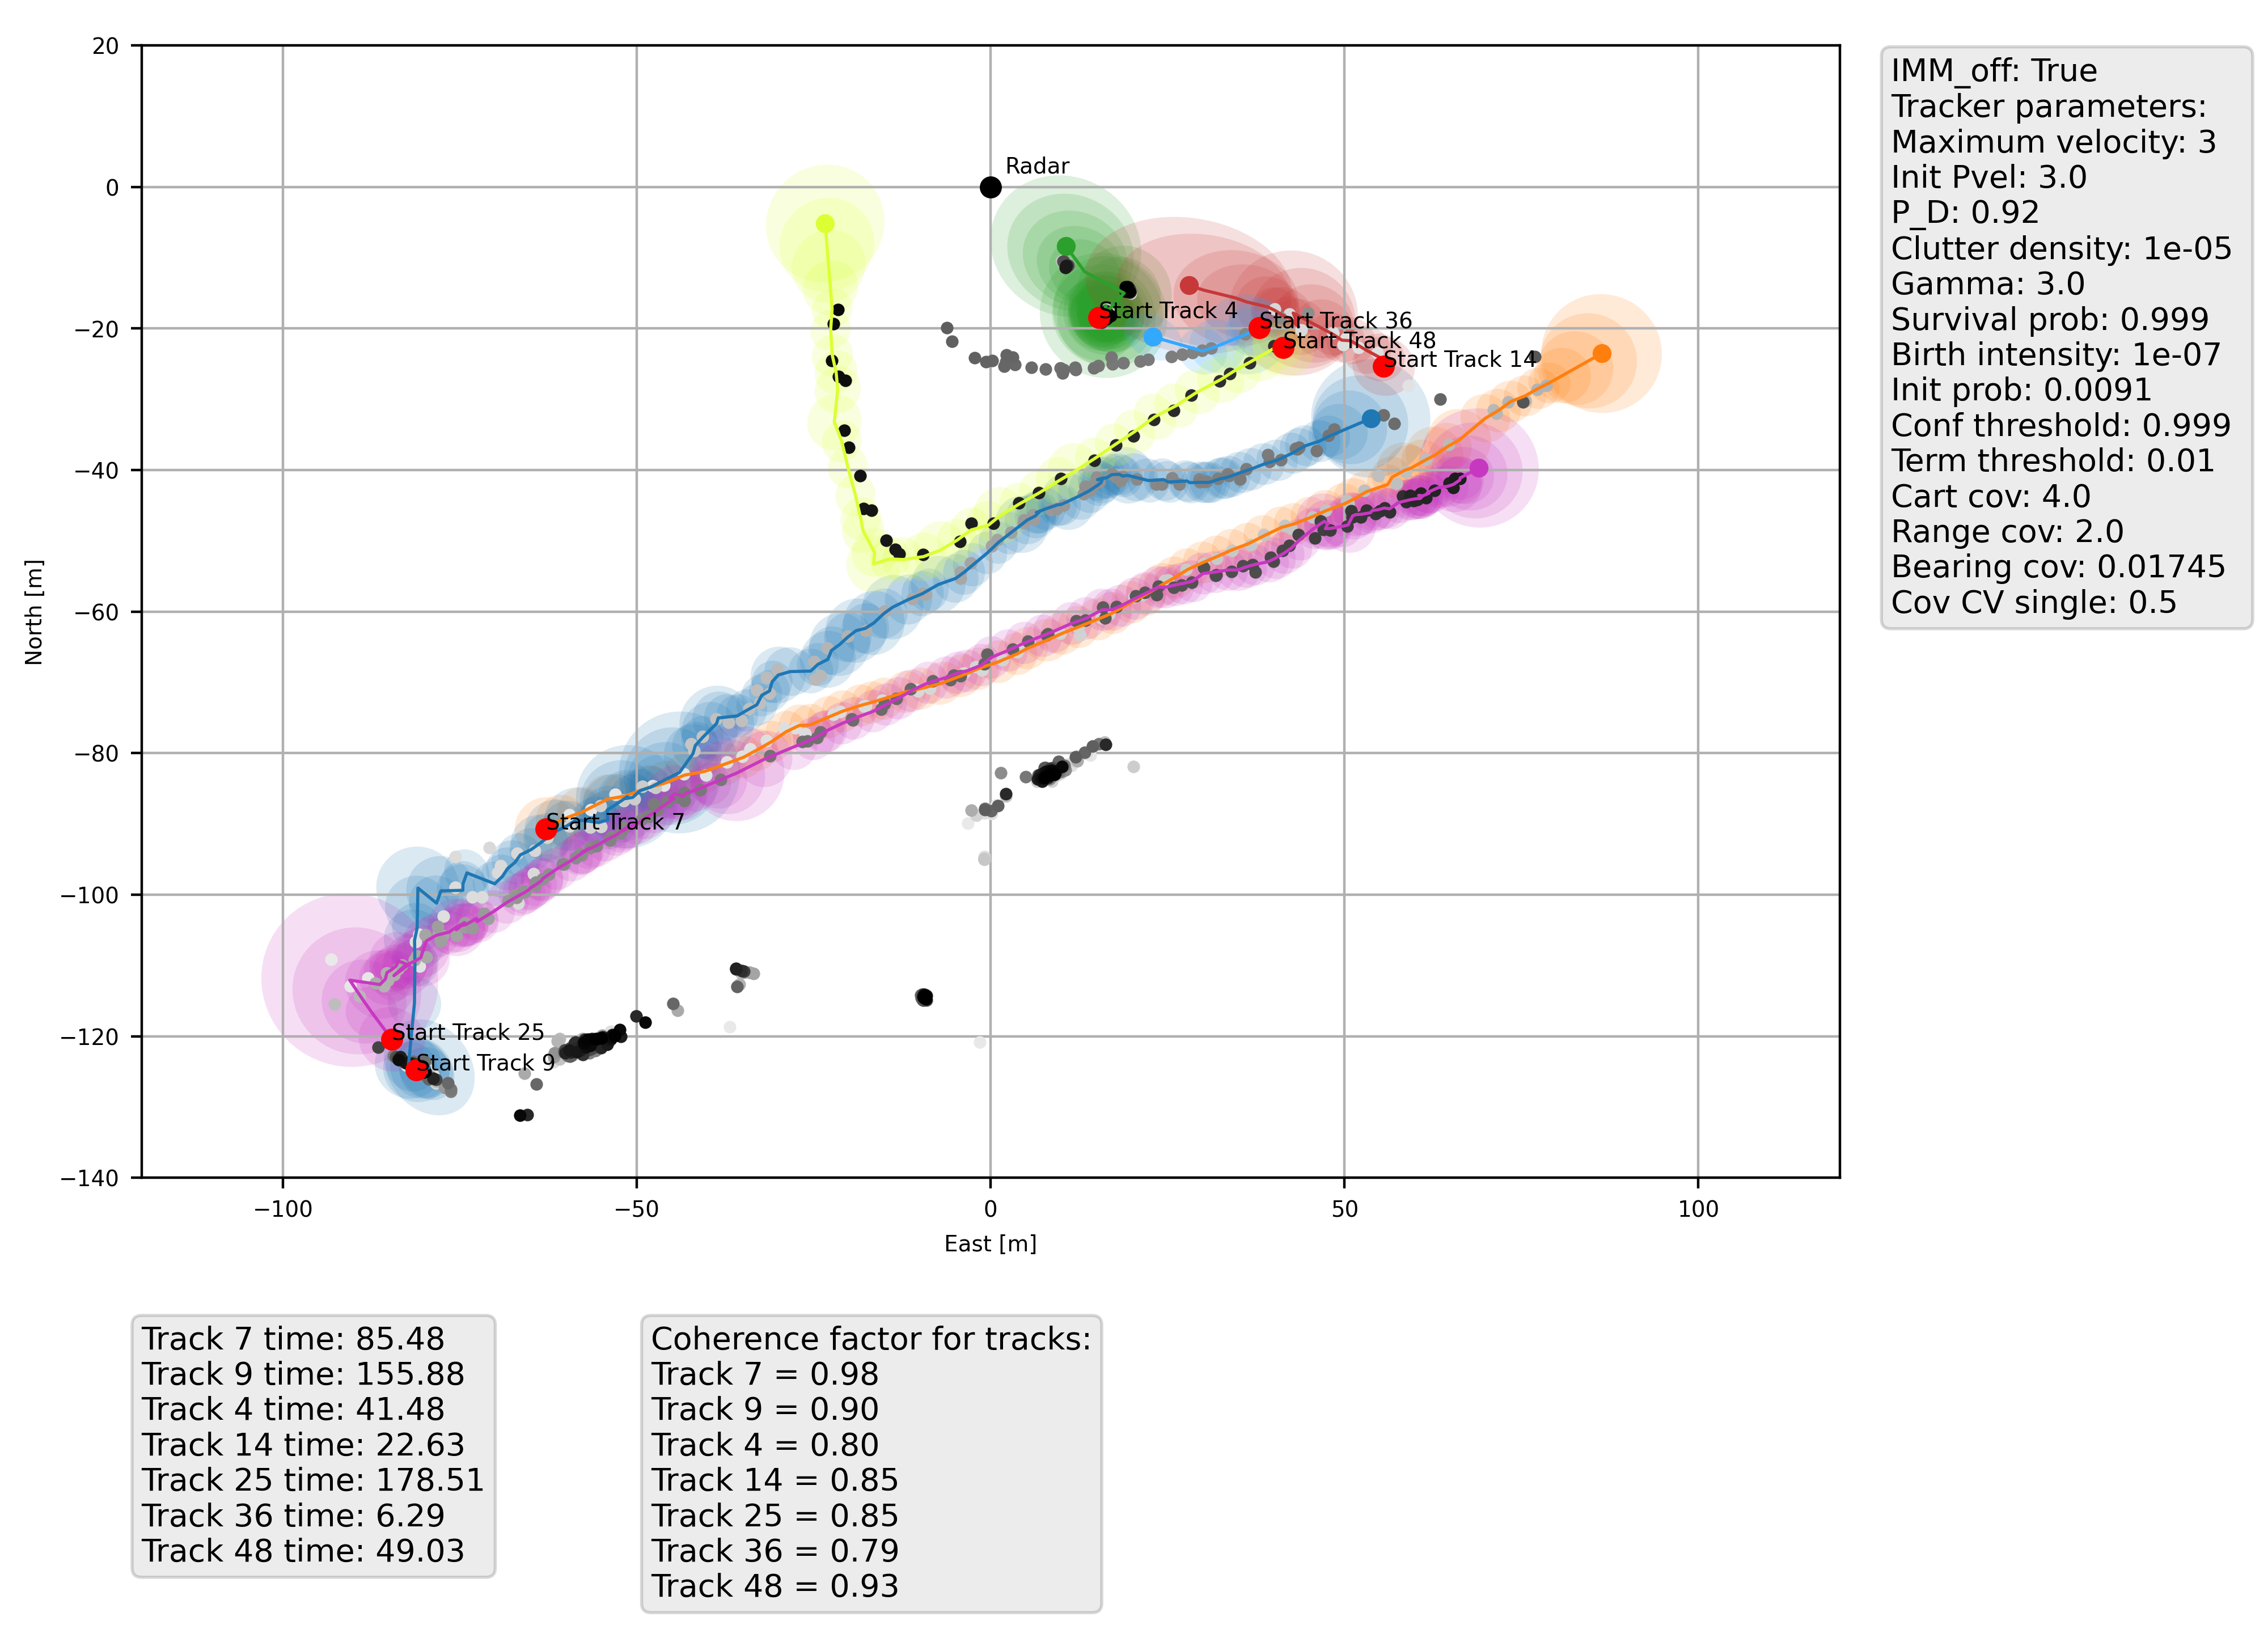 20
0
−20
−40
−60
−80
−100
−120
−140
North [m]
−100
−50
0
50
100
East [m]
Radar
Start Track 4
Start Track 36
Start Track 48
Start Track 14
Start Track 7
Start Track 25
Start Track 9
IMM_off: True
Tracker parameters:
Maximum velocity: 3
Init Pvel: 3.0
P_D: 0.92
Clutter density: 1e-05
Gamma: 3.0
Survival prob: 0.999
Birth intensity: 1e-07
Init prob: 0.0091
Conf threshold: 0.999
Term threshold: 0.01
Cart cov: 4.0
Range cov: 2.0
Bearing cov: 0.01745
Cov CV single: 0.5
Track 7 time: 85.48
Track 9 time: 155.88
Track 4 time: 41.48
Track 14 time: 22.63
Track 25 time: 178.51
Track 36 time: 6.29
Track 48 time: 49.03
Coherence factor for tracks:
Track 7 = 0.98
Track 9 = 0.90
Track 4 = 0.80
Track 14 = 0.85
Track 25 = 0.85
Track 36 = 0.79
Track 48 = 0.93